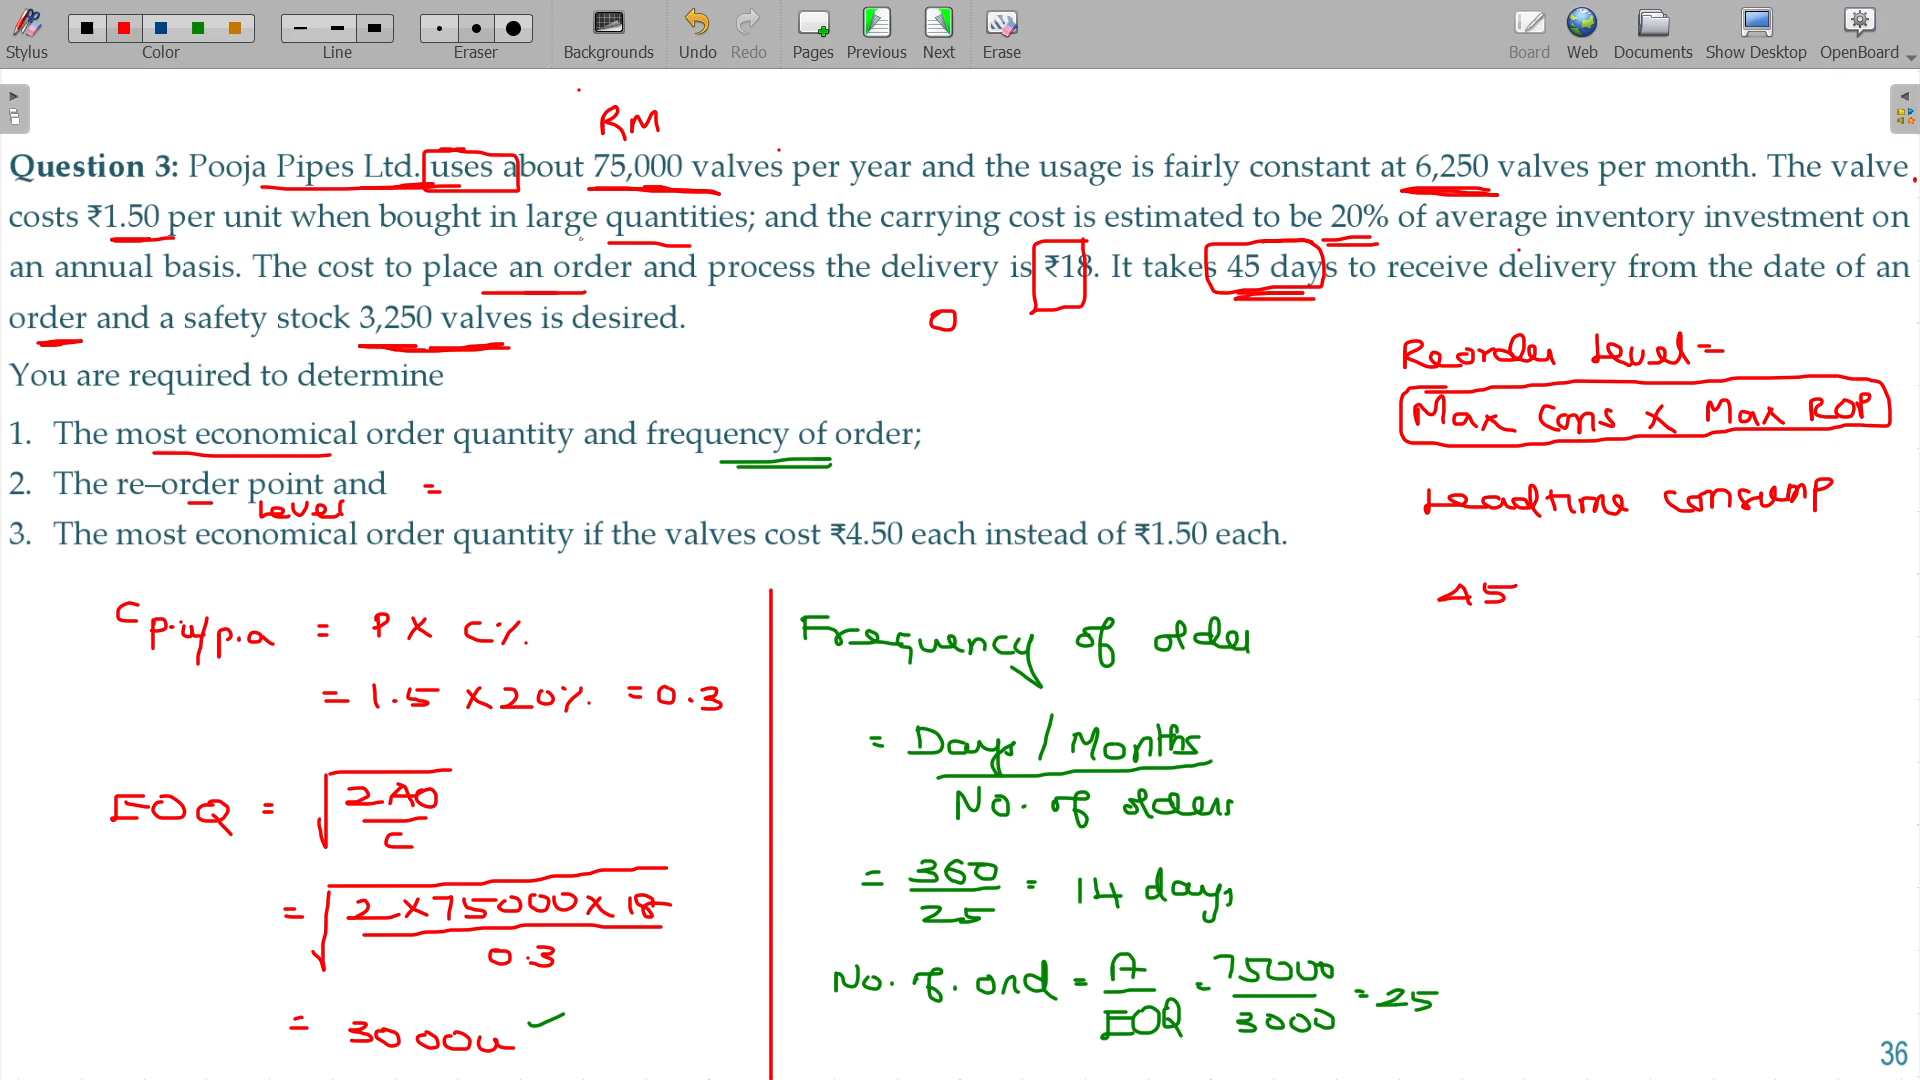 Stylus Color Line Eraser Backgrounds Undo Redo Pages Previous Next Erase Board Web Documents Show Desktop OpenBoard
RM
Question 3: Pooja Pipes Ltd. uses about 75,000 valves per year and the usage is fairly constant at 6,250 valves per month. The valve
costs ₹1.50 per unit when bought in large quantities; and the carrying cost is estimated to be 20% of average inventory investment on
an annual basis. The cost to place an order and process the delivery is ₹18. It takes 45 days to receive delivery from the date of an
order and a safety stock 3,250 valves is desired.
O
You are required to determine
1. The most economical order quantity and frequency of order;
2. The re–order point and =
level
3. The most economical order quantity if the valves cost ₹4.50 each instead of ₹1.50 each.
Reorder Level =
Max Cons x Max ROP
Leadtime consump
45
C p.u/p.a = P x C%
= 1.5 x 20% = 0.3
EOQ = √ 2AO
C
= √ 2 x 75000 x 18
0.3
= 3000u ✓
Frequency of order
= Days / Months
No. of orders
= 360
25
= 14 days
No. of. ord = A
EOQ
= 75000
3000
= 25
36